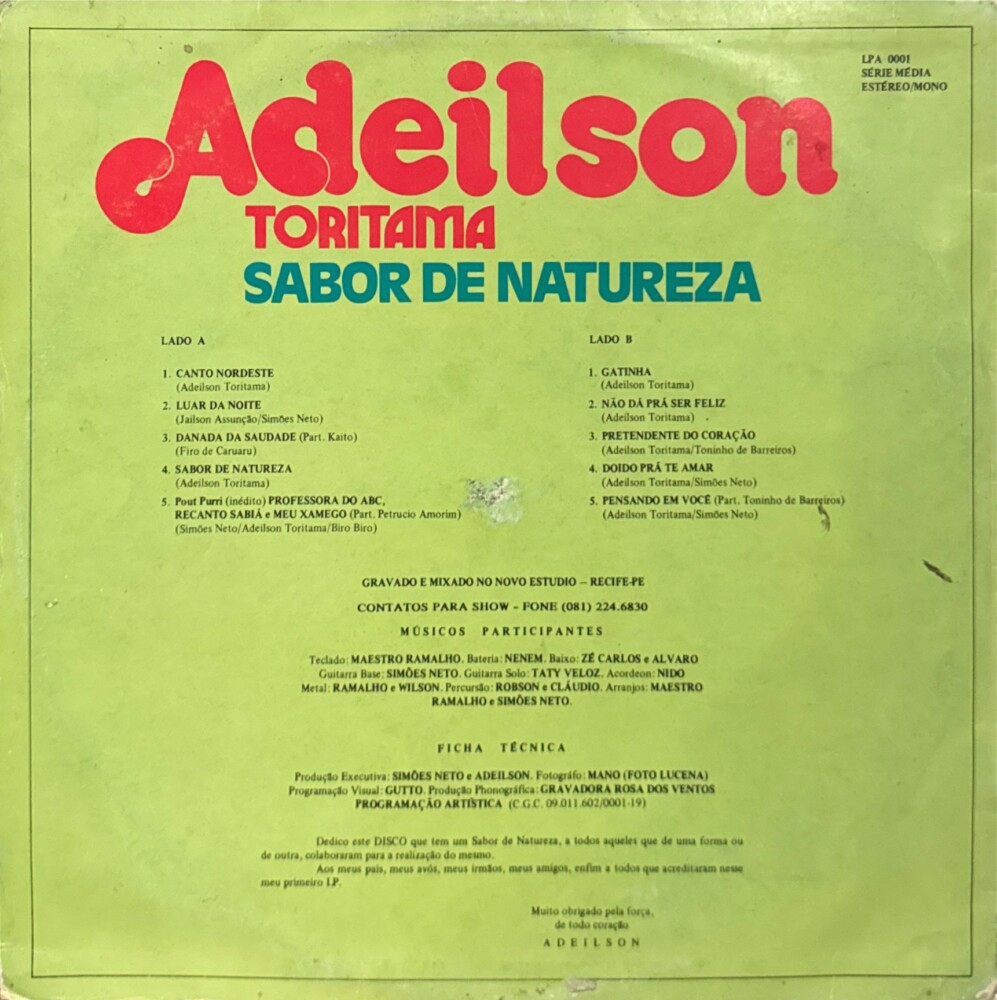 LPA 0001
SÉRIE MÉDIA
ESTÉREO/MONO
Adeilson
TORITAMA
SABOR DE NATUREZA
LADO A
1. CANTO NORDESTE
(Adeilson Toritama)
2. LUAR DA NOITE
(Jailson Assunção/Simões Neto)
3. DANADA DA SAUDADE (Part. Kaito)
(Firo de Caruaru)
4. SABOR DE NATUREZA
(Adeilson Toritama)
5. Pout Purri (inédito) PROFESSORA DO ABC,
RECANTO SABIÁ e MEU XAMEGO (Part. Petrucio Amorim)
(Simões Neto/Adeilson Toritama/Biro Biro)
LADO B
1. GATINHA
(Adeilson Toritama)
2. NÃO DÁ PRÁ SER FELIZ
(Adeilson Toritama)
3. PRETENDENTE DO CORAÇÃO
(Adeilson Toritama/Toninho de Barreiros)
4. DOIDO PRÁ TE AMAR
(Adeilson Toritama/Simões Neto)
5. PENSANDO EM VOCÊ (Part. Toninho de Barreiros)
(Adeilson Toritama/Simões Neto)
GRAVADO E MIXADO NO NOVO ESTUDIO – RECIFE-PE
CONTATOS PARA SHOW - FONE (081) 224.6830
MÚSICOS PARTICIPANTES
Teclado: MAESTRO RAMALHO. Bateria: NENEM. Baixo: ZÉ CARLOS e ALVARO
Guitarra Base: SIMÕES NETO. Guitarra Solo: TATY VELOZ. Acordeon: NIDO
Metal: RAMALHO e WILSON. Percursão: ROBSON e CLÁUDIO. Arranjos: MAESTRO
RAMALHO e SIMÕES NETO.
FICHA TÉCNICA
Produção Executiva: SIMÕES NETO e ADEILSON. Fotográfo: MANO (FOTO LUCENA)
Programação Visual: GUTTO. Produção Phonográfica: GRAVADORA ROSA DOS VENTOS
PROGRAMAÇÃO ARTÍSTICA (C.G.C. 09.011.602/0001-19)
Dedico este DISCO que tem um Sabor de Natureza, a todos aqueles que de uma forma ou
de outra, colaboraram para a realização do mesmo.
Aos meus pais, meus avós, meus irmãos, meus amigos, enfim a todos que acreditaram nesse
meu primeiro LP.
Muito obrigado pela força,
de todo coração
ADEILSON